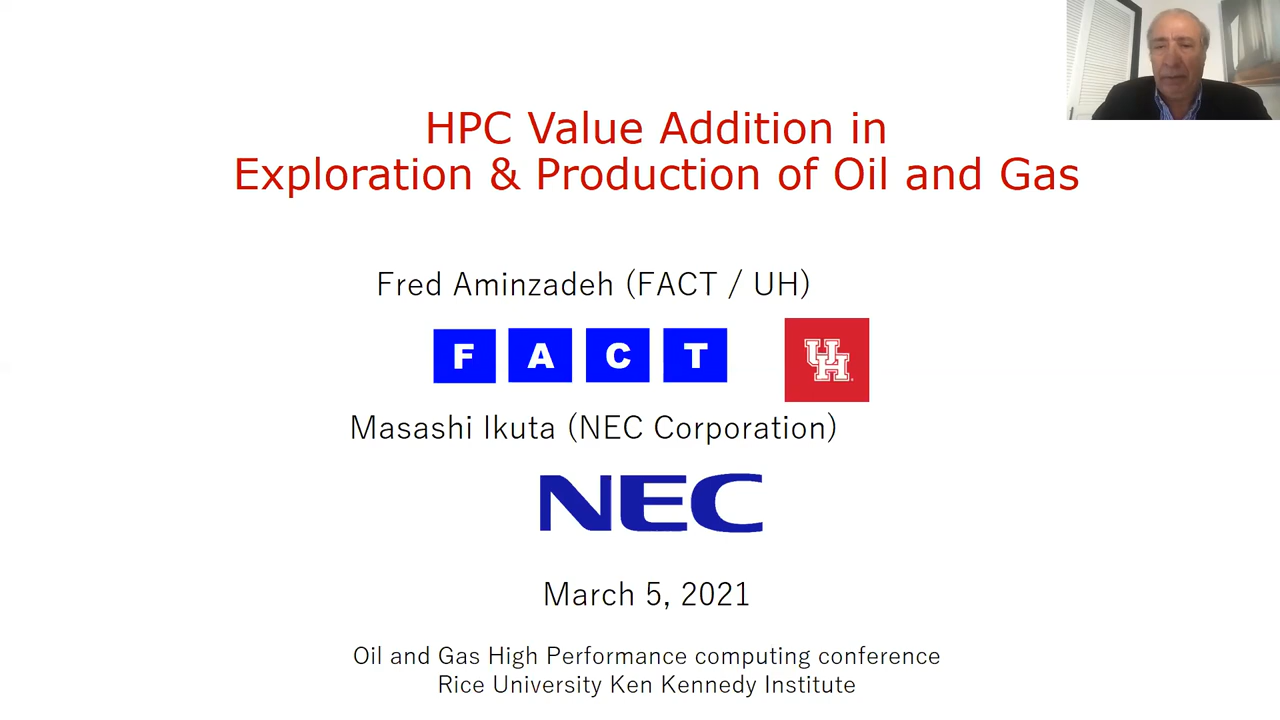 HPC Value Addition in
Exploration & Production of Oil and Gas
Fred Aminzadeh (FACT / UH)
F A C T
UH
Masashi Ikuta (NEC Corporation)
NEC
March 5, 2021
Oil and Gas High Performance computing conference
Rice University Ken Kennedy Institute